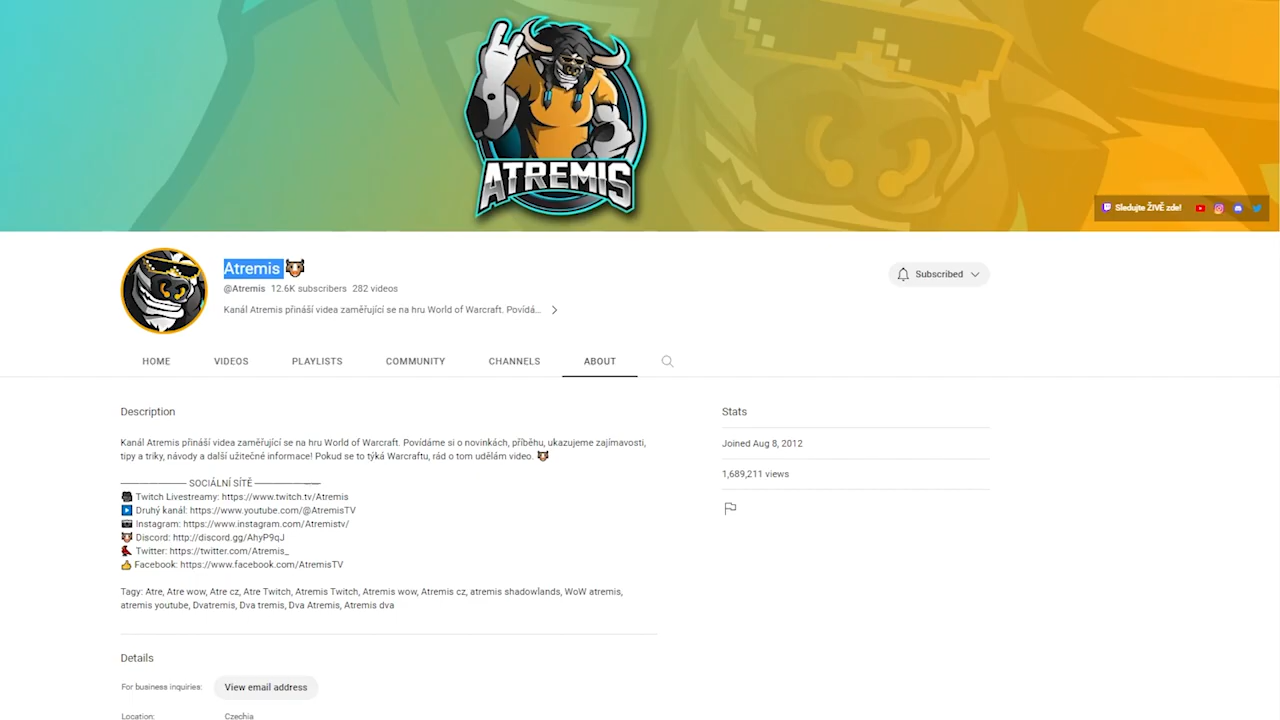 ATREMIS
Sledujte ŽIVĚ zde!
Atremis
@Atremis 12.6K subscribers 282 videos
Kanál Atremis přináší videa zaměřující se na hru World of Warcraft. Povídá...
Subscribed
HOME VIDEOS PLAYLISTS COMMUNITY CHANNELS ABOUT
Description
Kanál Atremis přináší videa zaměřující se na hru World of Warcraft. Povídáme si o novinkách, příběhu, ukazujeme zajímavosti,
tipy a triky, návody a další užitečné informace! Pokud se to týká Warcraftu, rád o tom udělám video.
——————— SOCIÁLNÍ SÍTĚ ———————
Twitch Livestreamy: https://www.twitch.tv/Atremis
Druhý kanál: https://www.youtube.com/@AtremisTV
Instagram: https://www.instagram.com/Atremistv/
Discord: http://discord.gg/AhyP9qJ
Twitter: https://twitter.com/Atremis_
Facebook: https://www.facebook.com/AtremisTV
Tagy: Atre, Atre wow, Atre cz, Atre Twitch, Atremis Twitch, Atremis wow, Atremis cz, atremis shadowlands, WoW atremis,
atremis youtube, Dvatremis, Dva tremis, Dva Atremis, Atremis dva
Details
For business inquiries: View email address
Location: Czechia
Stats
Joined Aug 8, 2012
1,689,211 views